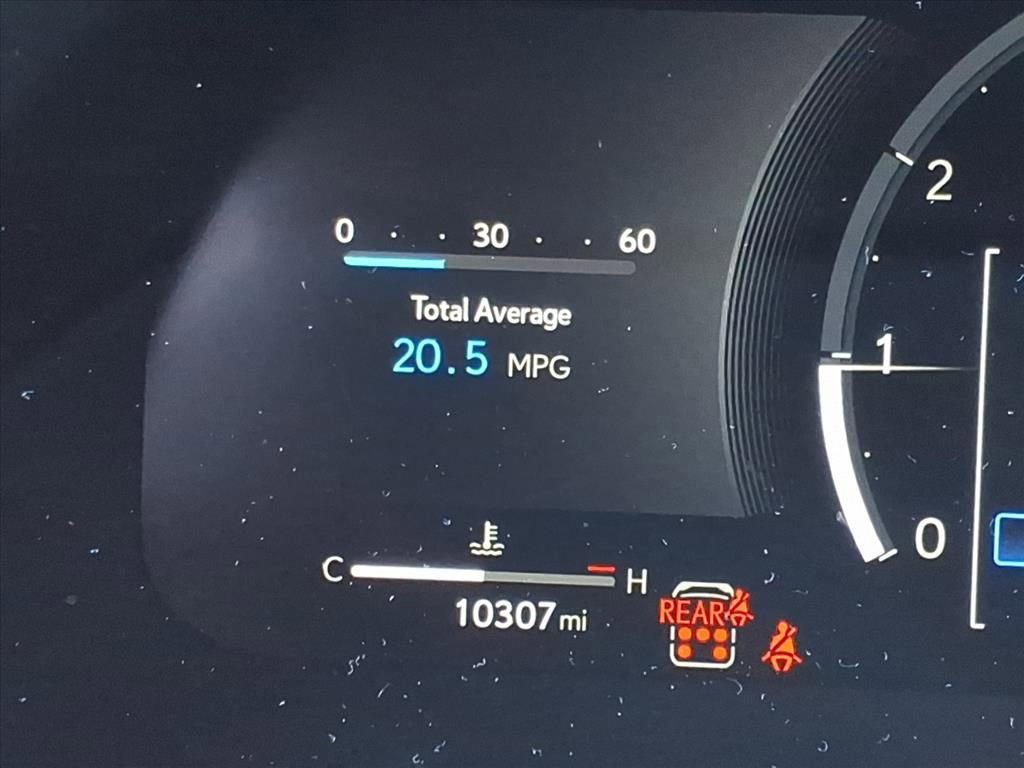 0 30 60
Total Average
20.5 MPG
C H
10307 mi
REAR
2
1
0